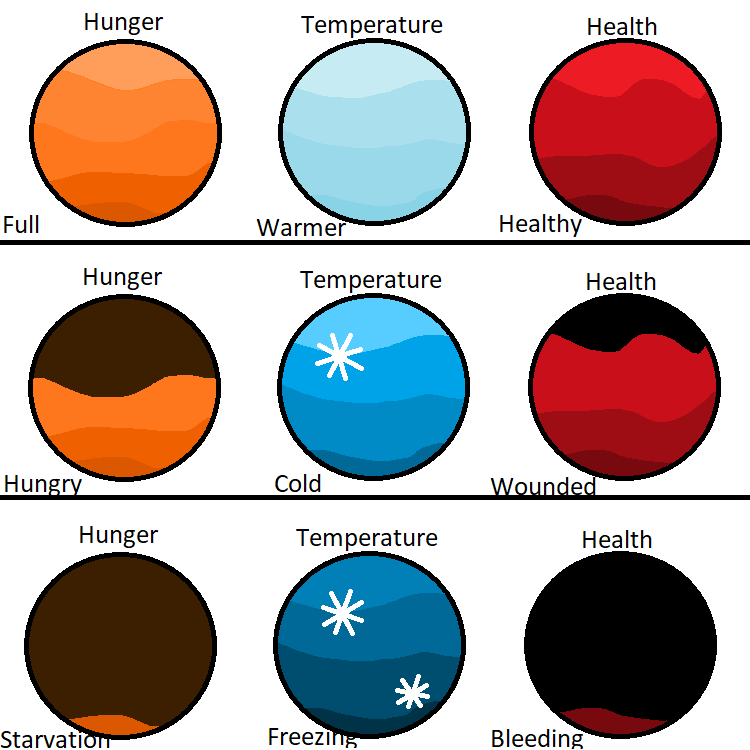 Hunger Temperature Health
Full Warmer Healthy
Hunger Temperature Health
Hungry Cold Wounded
Hunger Temperature Health
Starvation Freezing Bleeding